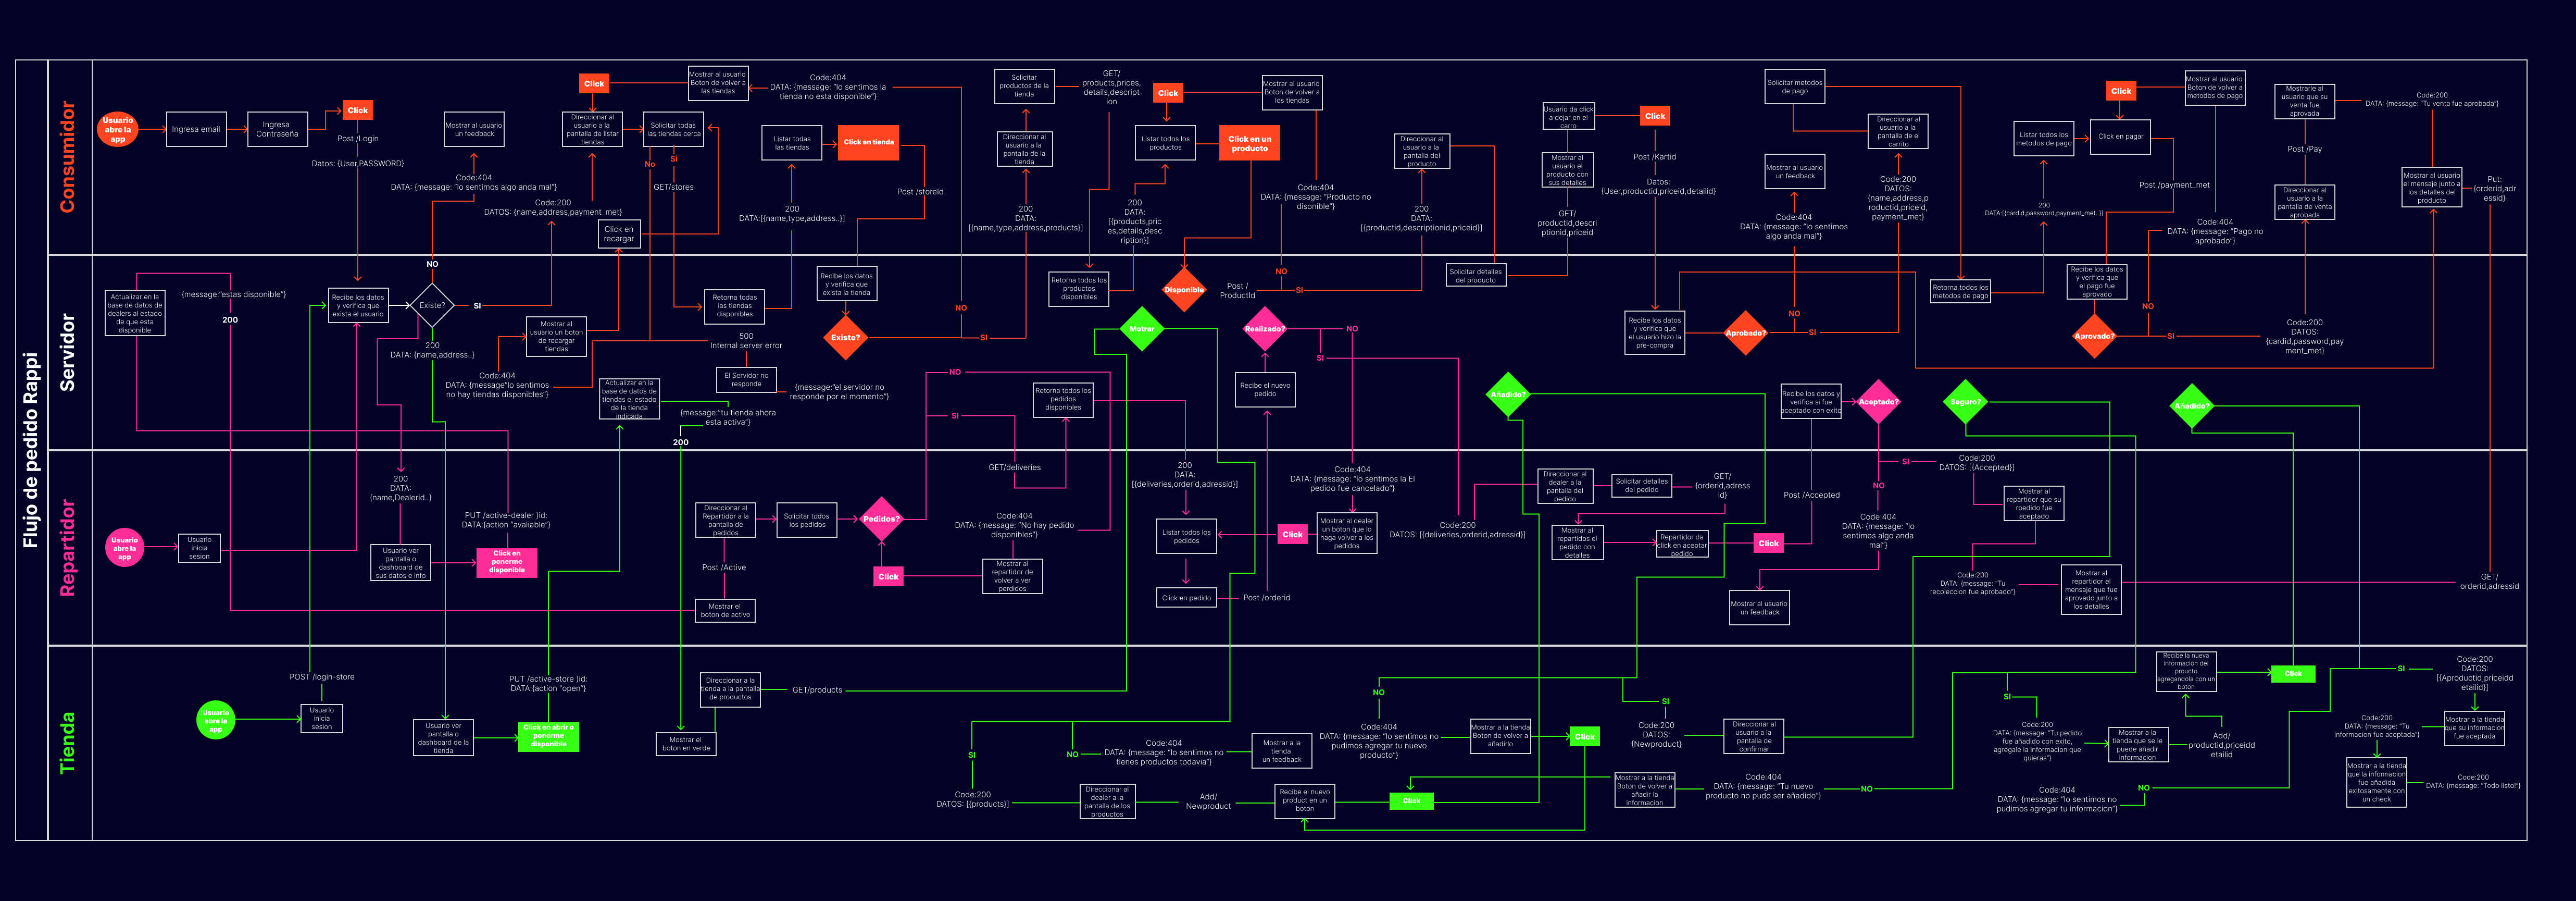 Flujo de pedido Rappi
Consumidor
Usuario
abre la
app
Ingresa email
Ingresa
Contraseña
Click
Post /Login
Datos: {User,PASSWORD}
Mostrar al usuario
un feedback
Code:404
DATA: {message: "lo sentimos algo anda mal"}
Code:200
DATOS: {name,address,payment_met}
Click
Direccionar al
usuario a la
pantalla de listar
tiendas
Solicitar todas
las tiendas cerca
No
Si
GET/stores
Click en
recargar
Mostrar al usuario
Boton de volver a
las tiendas
Code:404
DATA: {message: "lo sentimos la
tienda no esta disponible"}
Listar todas
las tiendas
Click en tienda
200
DATA:[{name,type,address..}]
Post /storeId
Solicitar
productos de la
tienda
GET/
products,prices,
details,descript
ion
Direccionar al
usuario a la
pantalla de la
tienda
200
DATA:
[{name,type,address,products}]
Click
Listar todos los
productos
Click en un
producto
200
DATA:
[{products,pric
es,details,desc
ription}]
Mostrar al usuario
Boton de volver a
los tiendas
Code:404
DATA: {message: "Producto no
disonible"}
Direccionar al
usuario a la
pantalla del
producto
200
DATA:
[{productid,descriptionid,priceid}]
Usuario da click
a dejar en el
carro
Click
Mostrar al
usuario el
producto con
sus detalles
GET/
productid,descri
ptionid,priceid
Post /Kartid
Datos:
{User,productid,priceid,detailid}
Solicitar metodos
de pago
Mostrar al usuario
un feedback
Code:404
DATA: {message: "lo sentimos
algo anda mal"}
Direccionar al
usuario a la
pantalla de el
carrito
Code:200
DATOS:
{name,address,p
roductid,priceid,
payment_met}
Listar todos los
metodos de pago
200
DATA:[{cardid,password,payment_met..}]
Click
Click en pagar
Post /payment_met
Mostrar al usuario
Boton de volver a
metodos de pago
Code:404
DATA: {message: "Pago no
aprobado"}
Mostrarle al
usuario que su
venta fue
aprovada
Code:200
DATA: {message: "Tu venta fue aprobada"}
Post /Pay
Direccionar al
usuario a la
pantalla de venta
aprobada
Mostrar al usuario
el mensaje junto a
los detalles del
producto
Put:
{orderid,adr
essid}
Servidor
Actualizar en la
base de datos de
dealers al estado
de que esta
disponible
{message:"estas disponible"}
200
Recibe los datos
y verifica que
exista el usuario
NO
Existe?
SI
200
DATA: {name,address..}
Code:404
DATA: {message"lo sentimos
no hay tiendas disponibles"}
Mostrar al
usuario un boton
de recargar
tiendas
Actualizar en la
base de datos de
tiendas el estado
de la tienda
indicada
{message:"tu tienda ahora
esta activa"}
200
Retorna todas
las tiendas
disponibles
500
Internal server error
El Servidor no
responde
{message:"el servidor no
responde por el momento"}
Recibe los datos
y verifica que
exista la tienda
Existe?
NO
SI
NO
SI
Retorna todos los
productos
disponibles
Retorna todos los
pedidos
disponibles
Motrar
Disponible
Post /
ProductId
NO
SI
Realizado?
NO
SI
Recibe el nuevo
pedido
Solicitar detalles
del producto
Añadido?
Recibe los datos
y verifica que
el usuario hizo la
pre-compra
Aprobado?
NO
SI
Recibe los datos y
verifica si fue
aceptado con exito
Aceptado?
Seguro?
Retorna todos los
metodos de pago
Recibe los datos
y verifica que
el pago fue
aprovado
Aprovado?
NO
SI
Code:200
DATOS:
{cardid,password,pay
ment_met}
Añadido?
Repartidor
Usuario
abre la
app
Usuario
inicia
sesion
200
DATA:
{name,Dealerid..}
Usuario ver
pantalla o
dashboard de
sus datos e info
PUT /active-dealer }id:
DATA:{action "avaliable"}
Click en
ponerme
disponible
Direccionar al
Repartidor a la
pantalla de
pedidos
Solicitar todos
los pedidos
Pedidos?
Post /Active
Mostrar el
boton de activo
Click
GET/deliveries
Code:404
DATA: {message: "No hay pedido
disponibles"}
Mostrar al
repartidor de
volver a ver
perdidos
200
DATA:
[{deliveries,orderid,adressid}]
Listar todos los
pedidos
Click en pedido
Post /orderid
Click
Code:404
DATA: {message: "lo sentimos la El
pedido fue cancelado"}
Mostrar al dealer
un boton que lo
haga volver a los
pedidos
Code:200
DATOS: [{deliveries,orderid,adressid}]
Direccionar al
dealer a la
pantalla del
pedido
Solicitar detalles
del pedido
GET/
{orderid,adress
id}
Mostrar al
repartidos el
pedido con
detalles
Repartidor da
click en aceptar
pedido
Click
Post /Accepted
Mostrar al usuario
un feedback
SI
NO
Code:404
DATA: {message: "lo
sentimos algo anda
mal"}
Code:200
DATOS: [{Accepted}]
Mostrar al
repartidor que su
rpedido fue
aceptado
Code:200
DATA: {message: "Tu
recoleccion fue aprobado"}
Mostrar al
repartidor el
mensaje que fue
aprovado junto a
los detalles
GET/
orderid,adressid
Tienda
Usuario
abre la
app
POST /login-store
Usuario
inicia
sesion
Usuario ver
pantalla o
dashboard de la
tienda
PUT /active-store }id:
DATA:{action "open"}
Click en abrir o
ponerme
disponible
Direccionar a la
tienda a la pantalla
de productos
GET/products
Mostrar el
boton en verde
SI
NO
Code:404
DATA: {message: "lo sentimos no
tienes productos todavia"}
Mostrar a la
tienda
un feedback
Code:200
DATOS: [{products}]
Direccionar al
dealer a la
pantalla de los
productos
Add/
Newproduct
Recibe el nuevo
product en un
boton
Click
NO
Code:404
DATA: {message: "lo sentimos no
pudimos agregar tu nuevo
producto"}
Mostrar a la tienda
Boton de volver a
añadirlo
Click
SI
Code:200
DATOS:
{Newproduct}
Direccionar al
usuario a la
pantalla de
confirmar
Mostrar a la tienda
Boton de volver a
añadir la
informacion
Code:404
DATA: {message: "Tu nuevo
producto no pudo ser añadido"}
NO
SI
Code:200
DATA: {message: "Tu pedido
fue añadido con exito,
agregale la informacion que
quieras"}
Mostrar a la
tienda que se le
puede añadir
informacion
Add/
productid,priceidd
etailid
Recibe la nueva
informacion del
proucto
agregandola con un
boton
Click
Code:404
DATA: {message: "lo sentimos no
pudimos agregar tu informacion"}
NO
SI
Code:200
DATOS:
[{Aproductid,priceidd
etailid}]
Mostrar a la tienda
que su informacion
fue aceptada
Code:200
DATA: {message: "Tu
informacion fue aceptada"}
Mostrar a la tienda
que la informacion
fue añadida
exitosamente con
un check
Code:200
DATA: {message: "Todo listo!"}